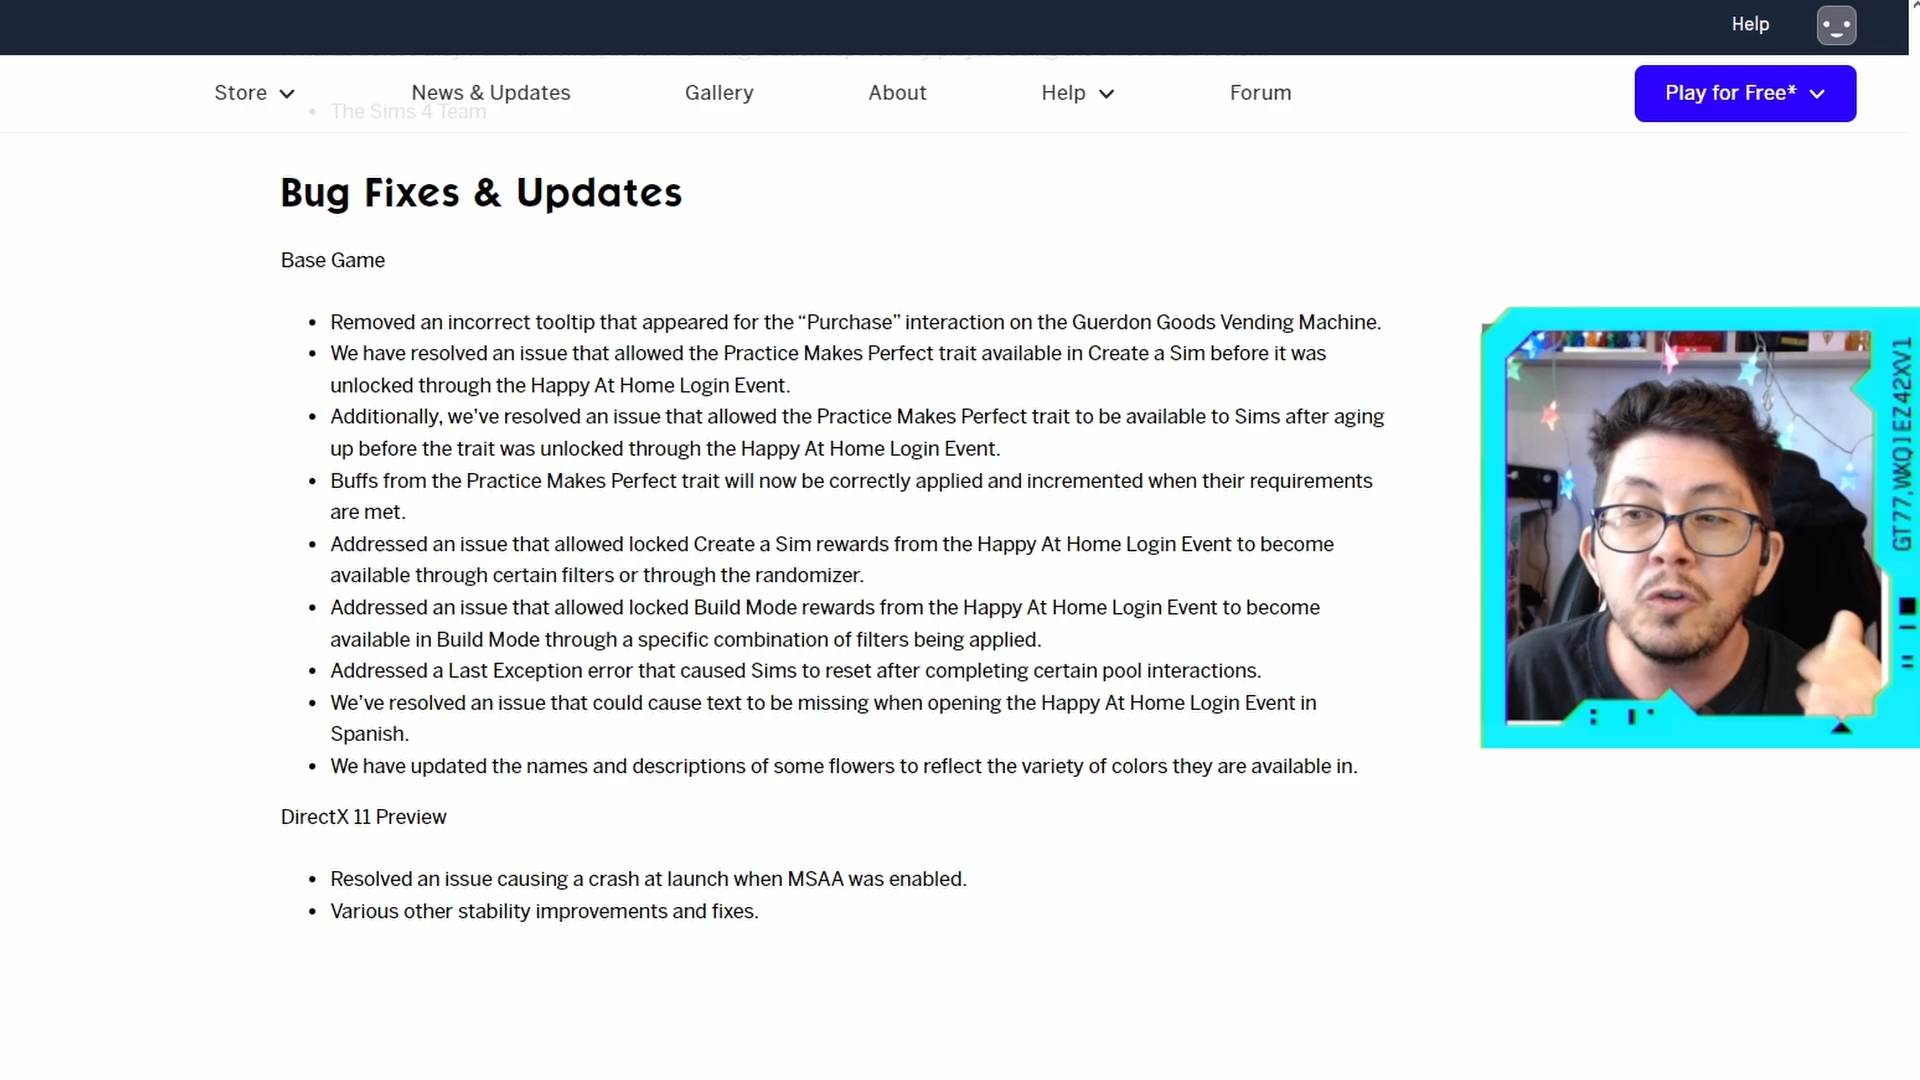 Help
Store
News & Updates
Gallery
About
Help
Forum
Play for Free*
• The Sims 4 Team
Bug Fixes & Updates
Base Game
• Removed an incorrect tooltip that appeared for the “Purchase” interaction on the Guerdon Goods Vending Machine.
• We have resolved an issue that allowed the Practice Makes Perfect trait available in Create a Sim before it was
unlocked through the Happy At Home Login Event.
• Additionally, we’ve resolved an issue that allowed the Practice Makes Perfect trait to be available to Sims after aging
up before the trait was unlocked through the Happy At Home Login Event.
• Buffs from the Practice Makes Perfect trait will now be correctly applied and incremented when their requirements
are met.
• Addressed an issue that allowed locked Create a Sim rewards from the Happy At Home Login Event to become
available through certain filters or through the randomizer.
• Addressed an issue that allowed locked Build Mode rewards from the Happy At Home Login Event to become
available in Build Mode through a specific combination of filters being applied.
• Addressed a Last Exception error that caused Sims to reset after completing certain pool interactions.
• We’ve resolved an issue that could cause text to be missing when opening the Happy At Home Login Event in
Spanish.
• We have updated the names and descriptions of some flowers to reflect the variety of colors they are available in.
DirectX 11 Preview
• Resolved an issue causing a crash at launch when MSAA was enabled.
• Various other stability improvements and fixes.